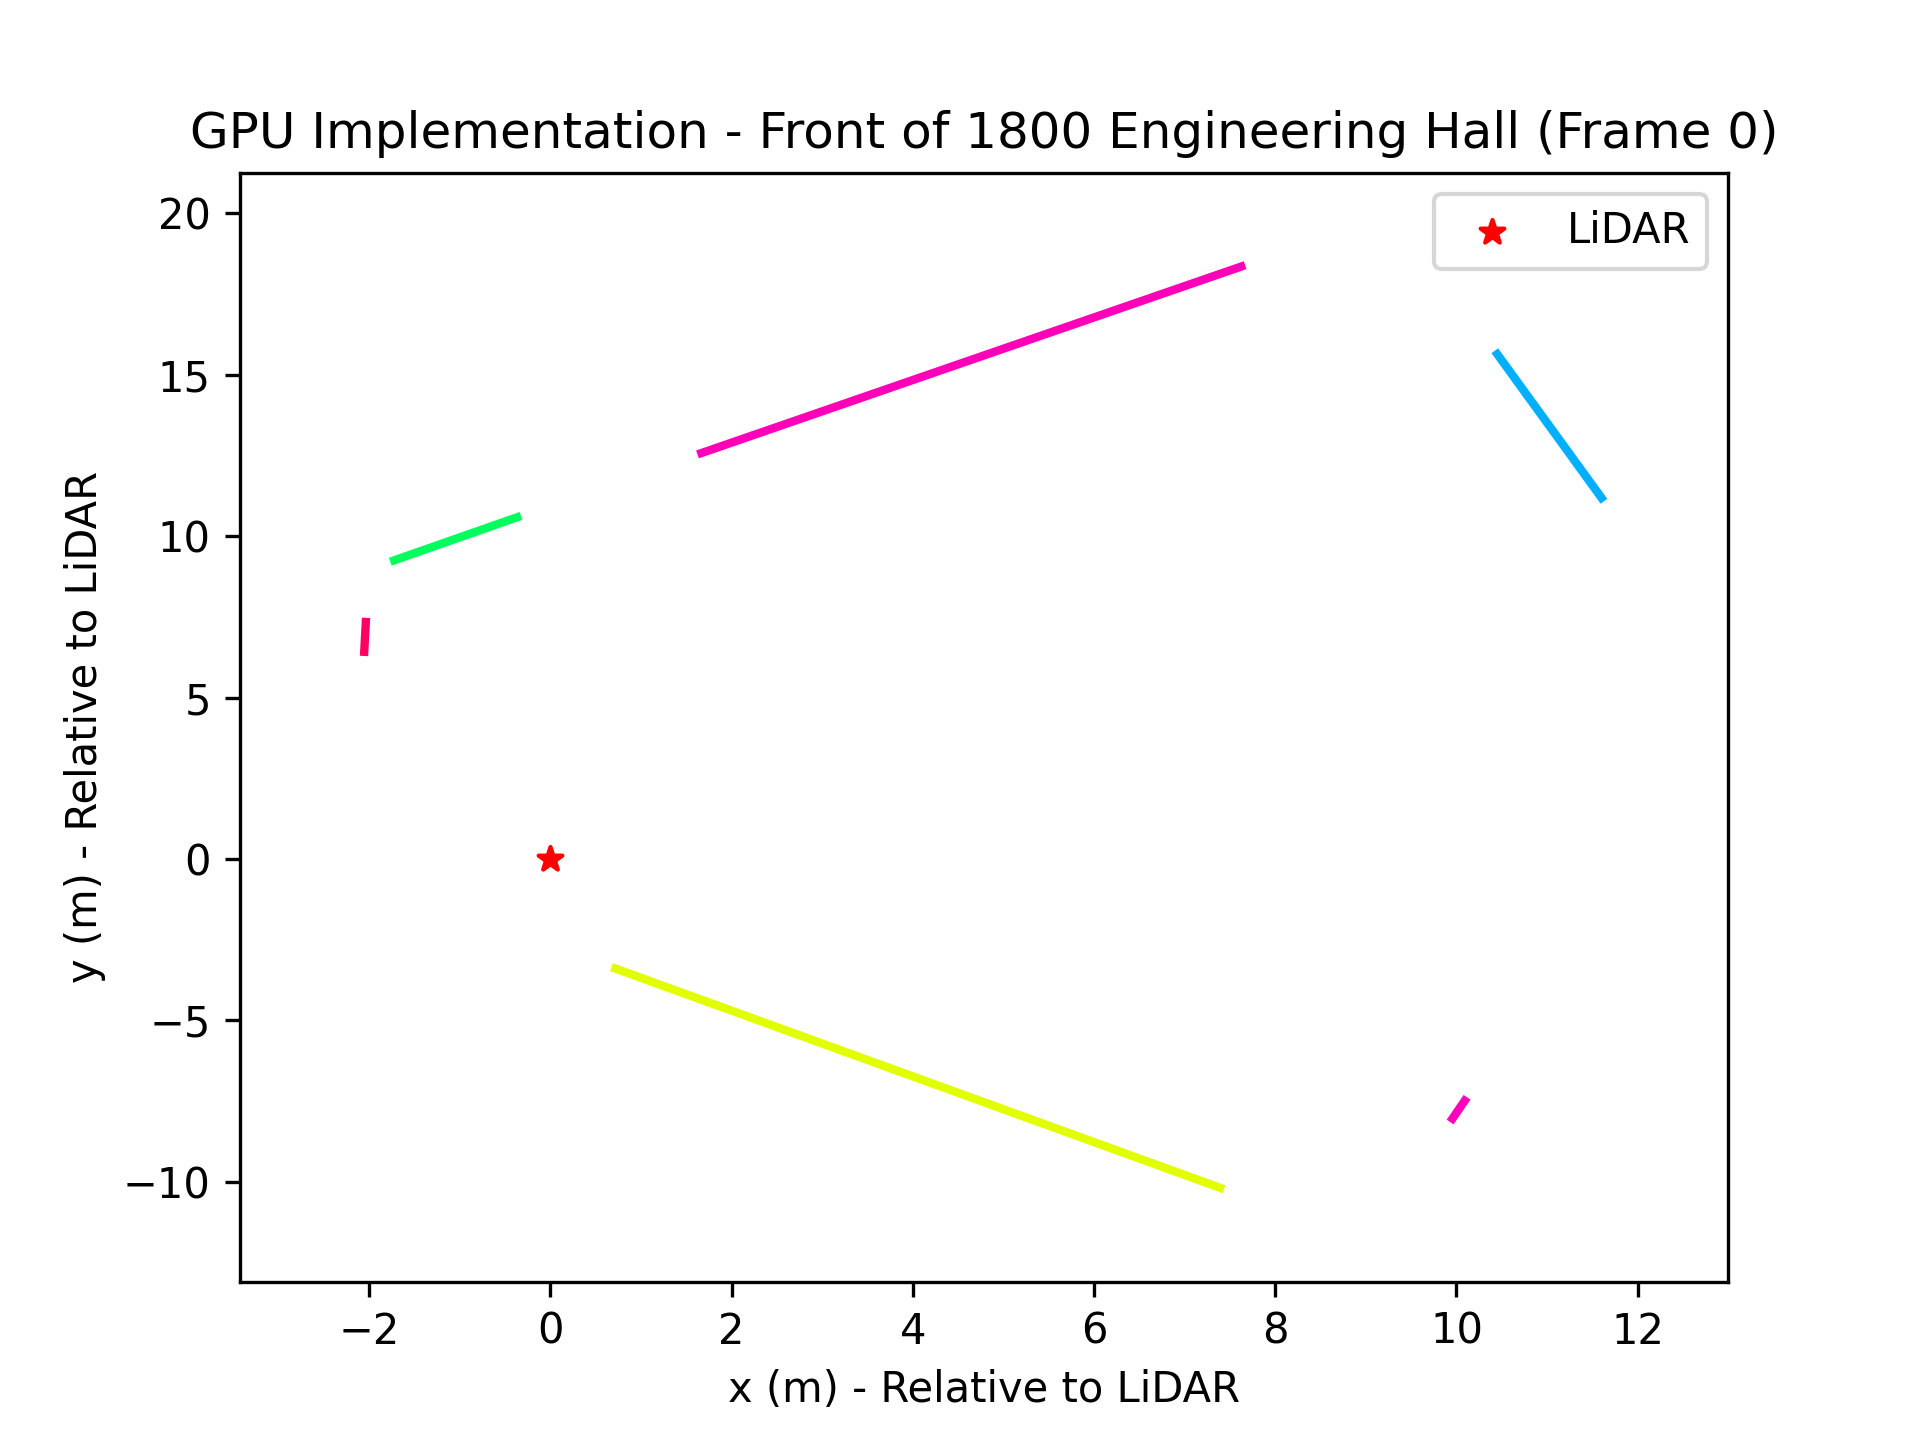 GPU Implementation - Front of 1800 Engineering Hall (Frame 0)
LiDAR
20
15
10
5
0
−5
−10
y (m) - Relative to LiDAR
−2 0 2 4 6 8 10 12
x (m) - Relative to LiDAR